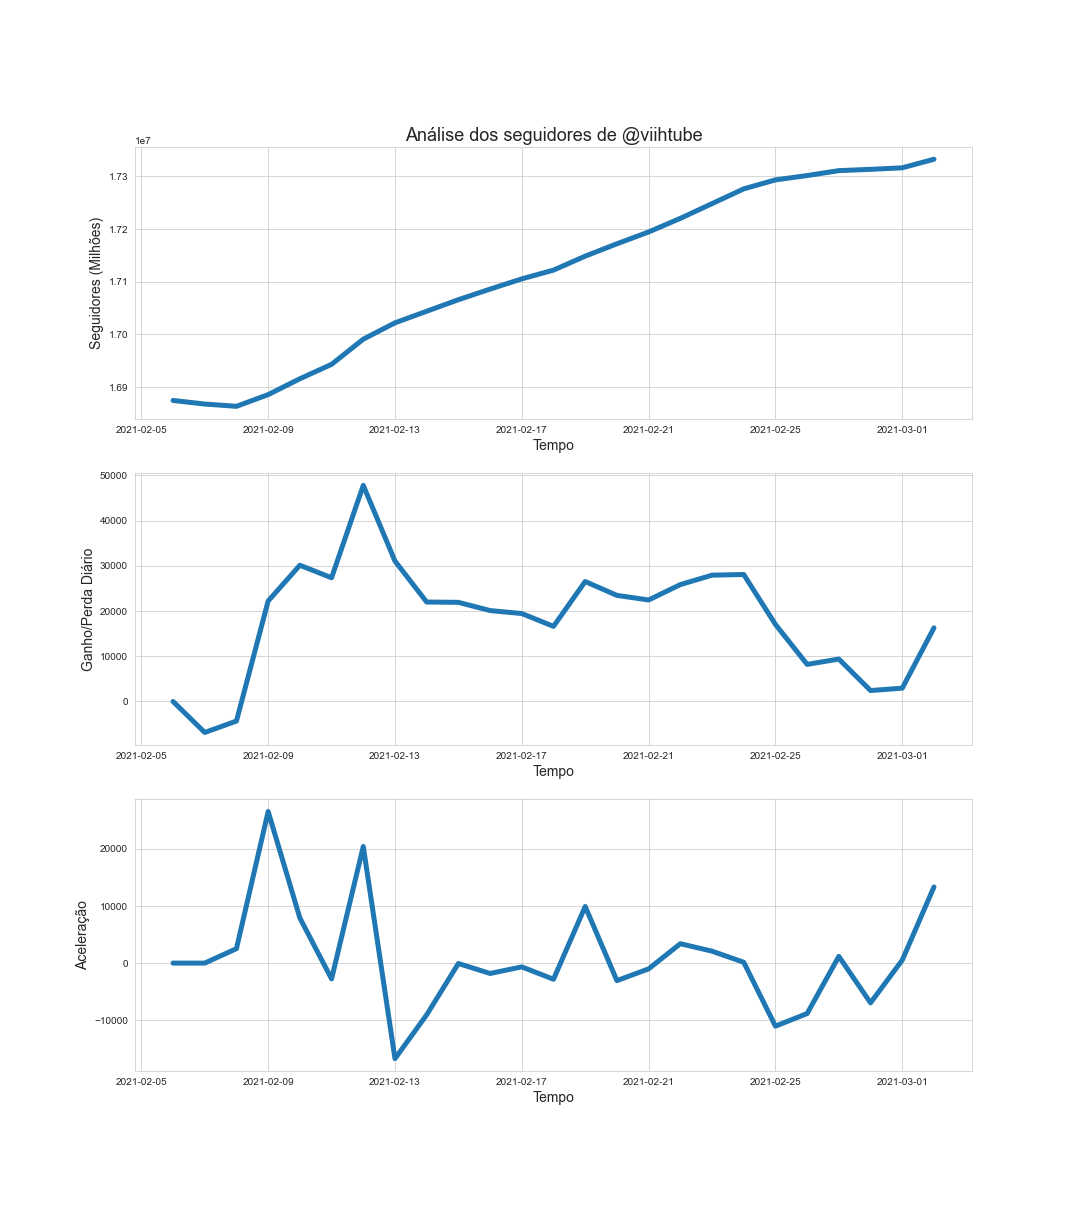 Análise dos seguidores de @viihtube
1e7
1.73
1.72
1.71
1.70
1.69
Seguidores (Milhões)
2021-02-05 2021-02-09 2021-02-13 2021-02-17 2021-02-21 2021-02-25 2021-03-01
Tempo
50000
40000
30000
20000
10000
0
Ganho/Perda Diário
2021-02-05 2021-02-09 2021-02-13 2021-02-17 2021-02-21 2021-02-25 2021-03-01
Tempo
20000
10000
0
−10000
Aceleração
2021-02-05 2021-02-09 2021-02-13 2021-02-17 2021-02-21 2021-02-25 2021-03-01
Tempo